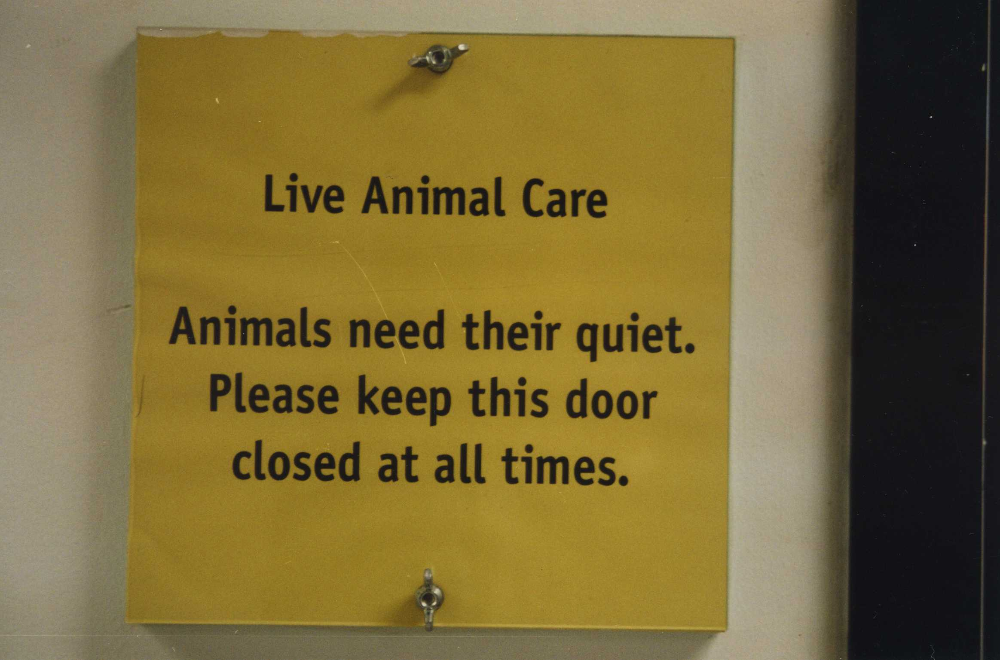 Live Animal Care
Animals need their quiet.
Please keep this door
closed at all times.